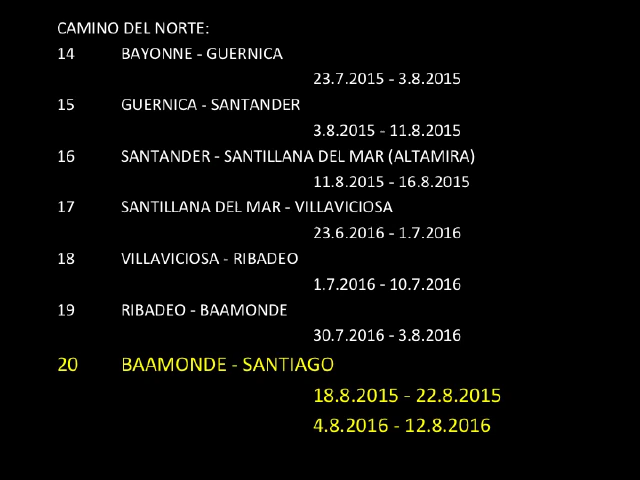 CAMINO DEL NORTE:
14 BAYONNE - GUERNICA
23.7.2015 - 3.8.2015
15 GUERNICA - SANTANDER
3.8.2015 - 11.8.2015
16 SANTANDER - SANTILLANA DEL MAR (ALTAMIRA)
11.8.2015 - 16.8.2015
17 SANTILLANA DEL MAR - VILLAVICIOSA
23.6.2016 - 1.7.2016
18 VILLAVICIOSA - RIBADEO
1.7.2016 - 10.7.2016
19 RIBADEO - BAAMONDE
30.7.2016 - 3.8.2016
20 BAAMONDE - SANTIAGO
18.8.2015 - 22.8.2015
4.8.2016 - 12.8.2016